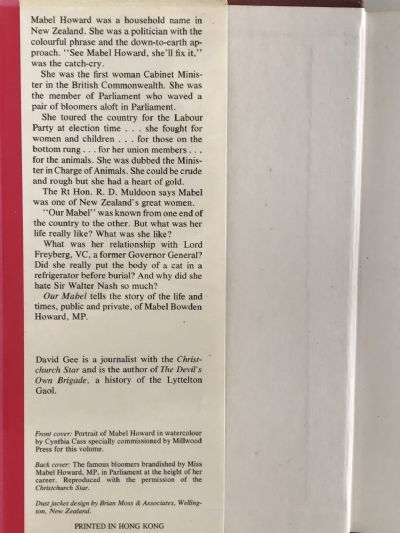 Mabel Howard was a household name in
New Zealand. She was a politician with the
colourful phrase and the down-to-earth ap-
proach. "See Mabel Howard, she'll fix it,"
was the catch-cry.
She was the first woman Cabinet Minis-
ter in the British Commonwealth. She was
the member of Parliament who waved a
pair of bloomers aloft in Parliament.
She toured the country for the Labour
Party at election time . . . she fought for
women and children . . . for those on the
bottom rung . . . for her union members . . .
for the animals. She was dubbed the Minis-
ter in Charge of Animals. She could be crude
and rough but she had a heart of gold.
The Rt Hon. R. D. Muldoon says Mabel
was one of New Zealand's great women.
"Our Mabel" was known from one end of
the country to the other. But what was her
life really like? What was she like?
What was her relationship with Lord
Freyberg, VC, a former Governor General?
Did she really put the body of a cat in a
refrigerator before burial? And why did she
hate Sir Walter Nash so much?
Our Mabel tells the story of the life and
times, public and private, of Mabel Bowden
Howard, MP.
David Gee is a journalist with the Christ-
church Star and is the author of The Devil's
Own Brigade, a history of the Lyttelton
Gaol.
Front cover: Portrait of Mabel Howard in watercolour
by Cynthia Cass specially commissioned by Millwood
Press for this volume.
Back cover: The famous bloomers brandished by Miss
Mabel Howard, MP, in Parliament at the height of her
career. Reproduced with the permission of the
Christchurch Star.
Dust jacket design by Brian Moss & Associates, Welling-
ton, New Zealand.
PRINTED IN HONG KONG